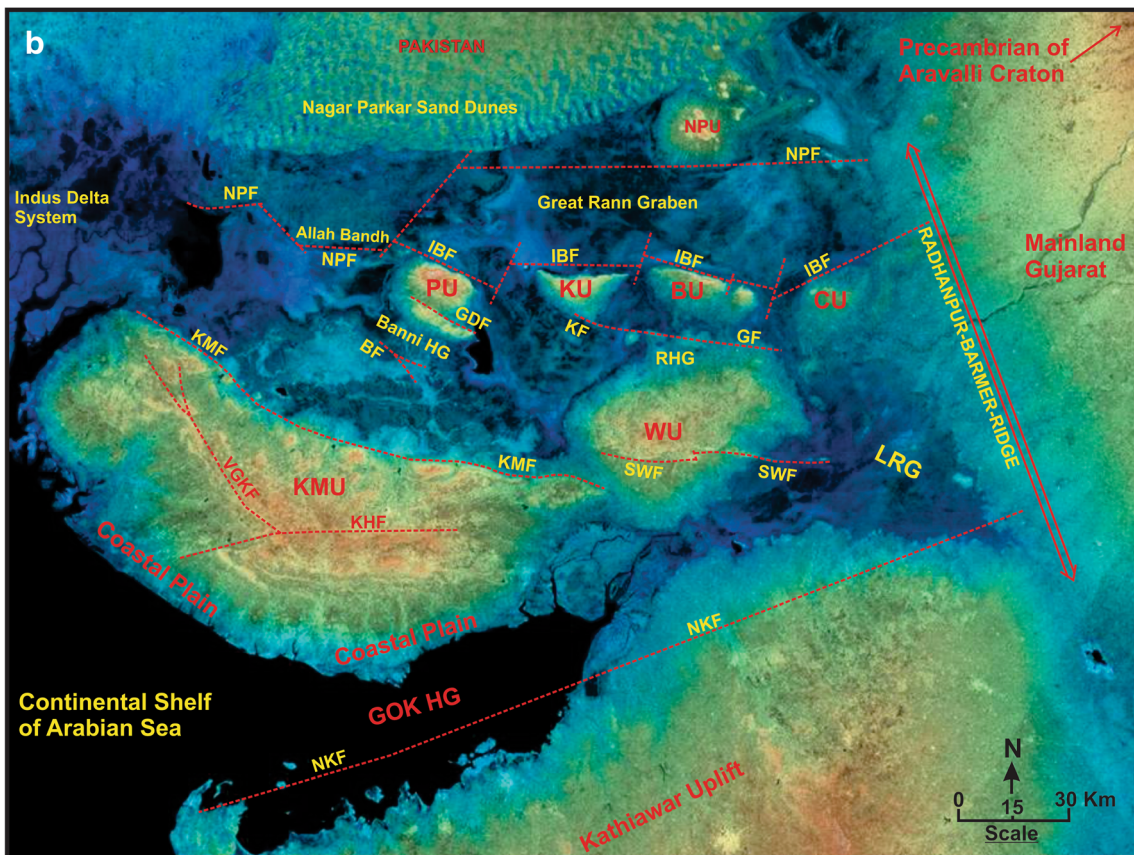 b
PAKISTAN
Precambrian of
Aravalli Craton
Nagar Parkar Sand Dunes
NPU
NPF
Indus Delta
System
NPF
Great Rann Graben
Allah Bandh
NPF
IBF
IBF
IBF
IBF
RADHANPUR-BARMER-RIDGE
Mainland
Gujarat
PU
KU
BU
CU
GDF
KF
GF
Banni HG
BF
RHG
KMF
WU
KMF
SWF
SWF
LRG
VGKF
KMU
KHF
Coastal Plain
Coastal Plain
NKF
Continental Shelf
of Arabian Sea
GOK HG
NKF
Kathiawar Uplift
N
0 15 30 Km
Scale